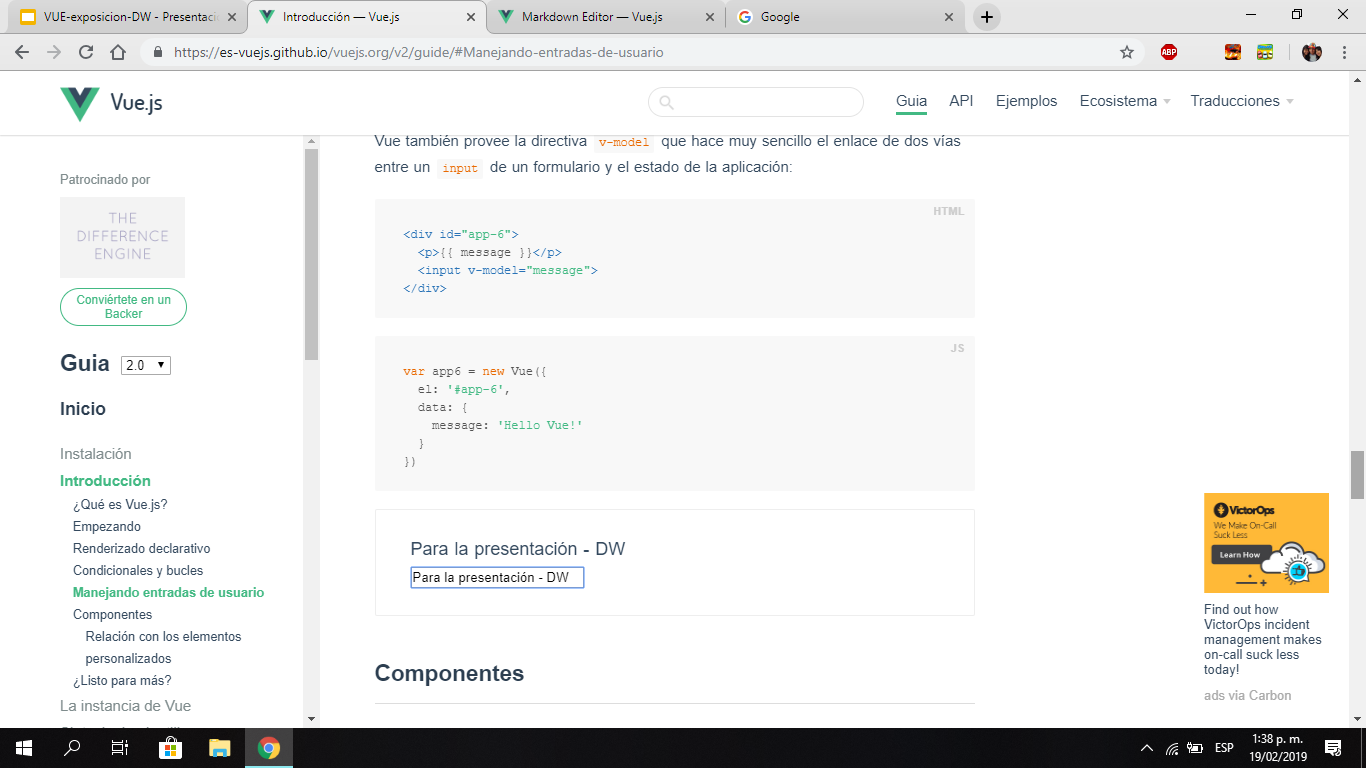 VUE-exposicion-DW - Presentaci
Introducción — Vue.js
Markdown Editor — Vue.js
Google
https://es-vuejs.github.io/vuejs.org/v2/guide/#Manejando-entradas-de-usuario
ABP
Vue.js
Guia
API
Ejemplos
Ecosistema
Traducciones
Patrocinado por
THE
DIFFERENCE
ENGINE
Conviértete en un
Backer
Guia 2.0
Inicio
Instalación
Introducción
¿Qué es Vue.js?
Empezando
Renderizado declarativo
Condicionales y bucles
Manejando entradas de usuario
Componentes
Relación con los elementos
personalizados
¿Listo para más?
La instancia de Vue
Vue también provee la directiva v-model que hace muy sencillo el enlace de dos vías
entre un input de un formulario y el estado de la aplicación:
HTML
<div id="app-6">
  <p>{{ message }}</p>
  <input v-model="message">
</div>
JS
var app6 = new Vue({
  el: '#app-6',
  data: {
    message: 'Hello Vue!'
  }
})
Para la presentación - DW
Para la presentación - DW
Componentes
VictorOps
We Make On-Call
Suck Less
Learn How
Find out how
VictorOps incident
management makes
on-call suck less
today!
ads via Carbon
ESP
1:38 p. m.
19/02/2019